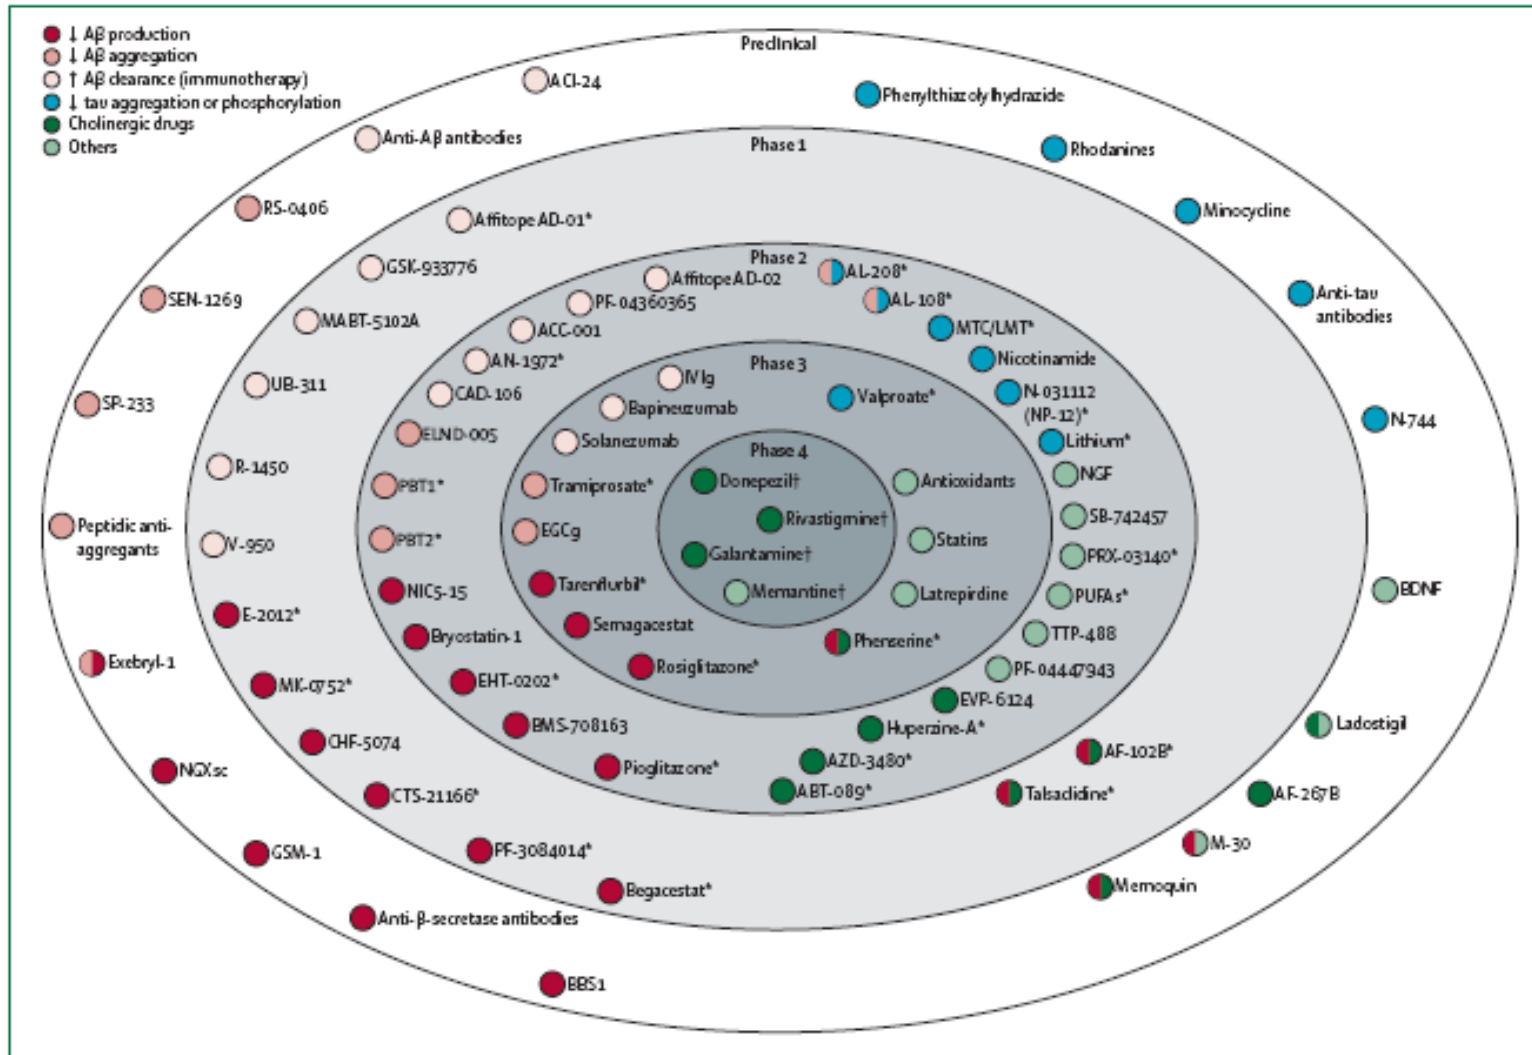 ↓ Aβ production
↓ Aβ aggregation
↑ Aβ clearance (immunotherapy)
↓ tau aggregation or phosphorylation
Cholinergic drugs
Others
Preclinical
ACI-24
Phenylthiazolylhydrazide
Anti-Aβ antibodies
Rhodanines
RS-0406
Minocycline
SEN-1269
Anti-tau
antibodies
SP-233
N-744
Peptidic anti-
aggregants
BDNF
Exebryl-1
Ladostigil
NGXsc
AF-267B
GSM-1
M-30
Memoquin
Anti-β-secretase antibodies
BBS1
Phase 1
Affitope AD-01*
GSK-933776
MABT-5102A
UB-311
R-1450
V-950
E-2012*
MK-0752*
CHF-5074
CTS-21166*
PF-3084014*
Begacestat*
AF-102B*
Talsaclidine*
Phase 2
Affitope AD-02
AL-208*
PF-04360365
AL-108*
ACC-001
MTC/LMT*
AN-1972*
Nicotinamide
CAD-106
N-031112
(NP-12)*
ELND-005
Lithium*
PBT1*
NGF
SB-742457
PBT2*
PRX-03140*
NIC5-15
PUFAs*
Bryostatin-1
TTP-488
EHT-0202*
PF-04447943
BMS-708163
EVP-6124
Pioglitazone*
Huperzine-A*
AZD-3480*
ABT-089*
Phase 3
IVIg
Valproate*
Bapineuzumab
Solanezumab
Tramiprosate*
Antioxidants
EGCg
Statins
Tarenflurbil*
Latrepirdine
Semagacestat
Phenserine*
Rosiglitazone*
Phase 4
Donepezil†
Rivastigmine†
Galantamine†
Memantine†